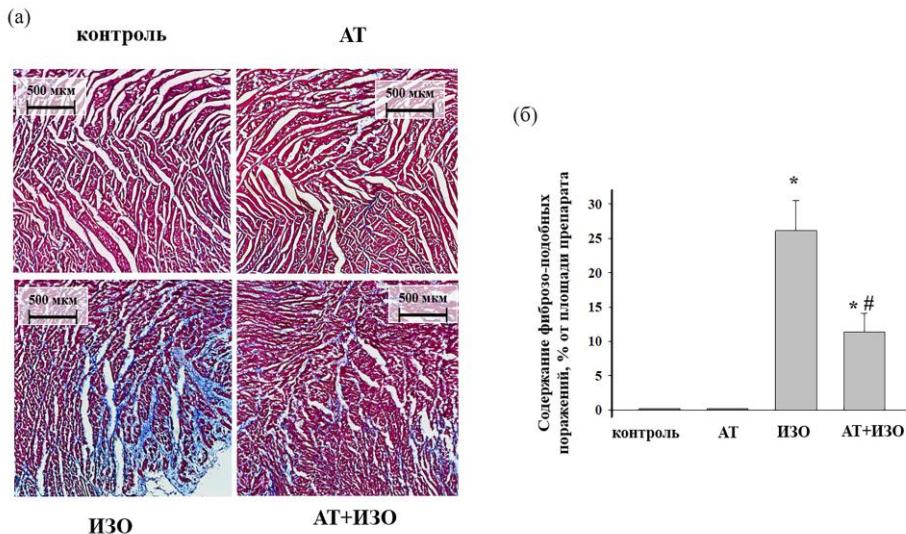 (а)
контроль
АТ
500 мкм
500 мкм
500 мкм
500 мкм
ИЗО
АТ+ИЗО
(б)
Содержание фиброзо-подобных
поражений, % от площади препарата
30
25
20
15
10
5
0
*
* #
контроль
АТ
ИЗО
АТ+ИЗО